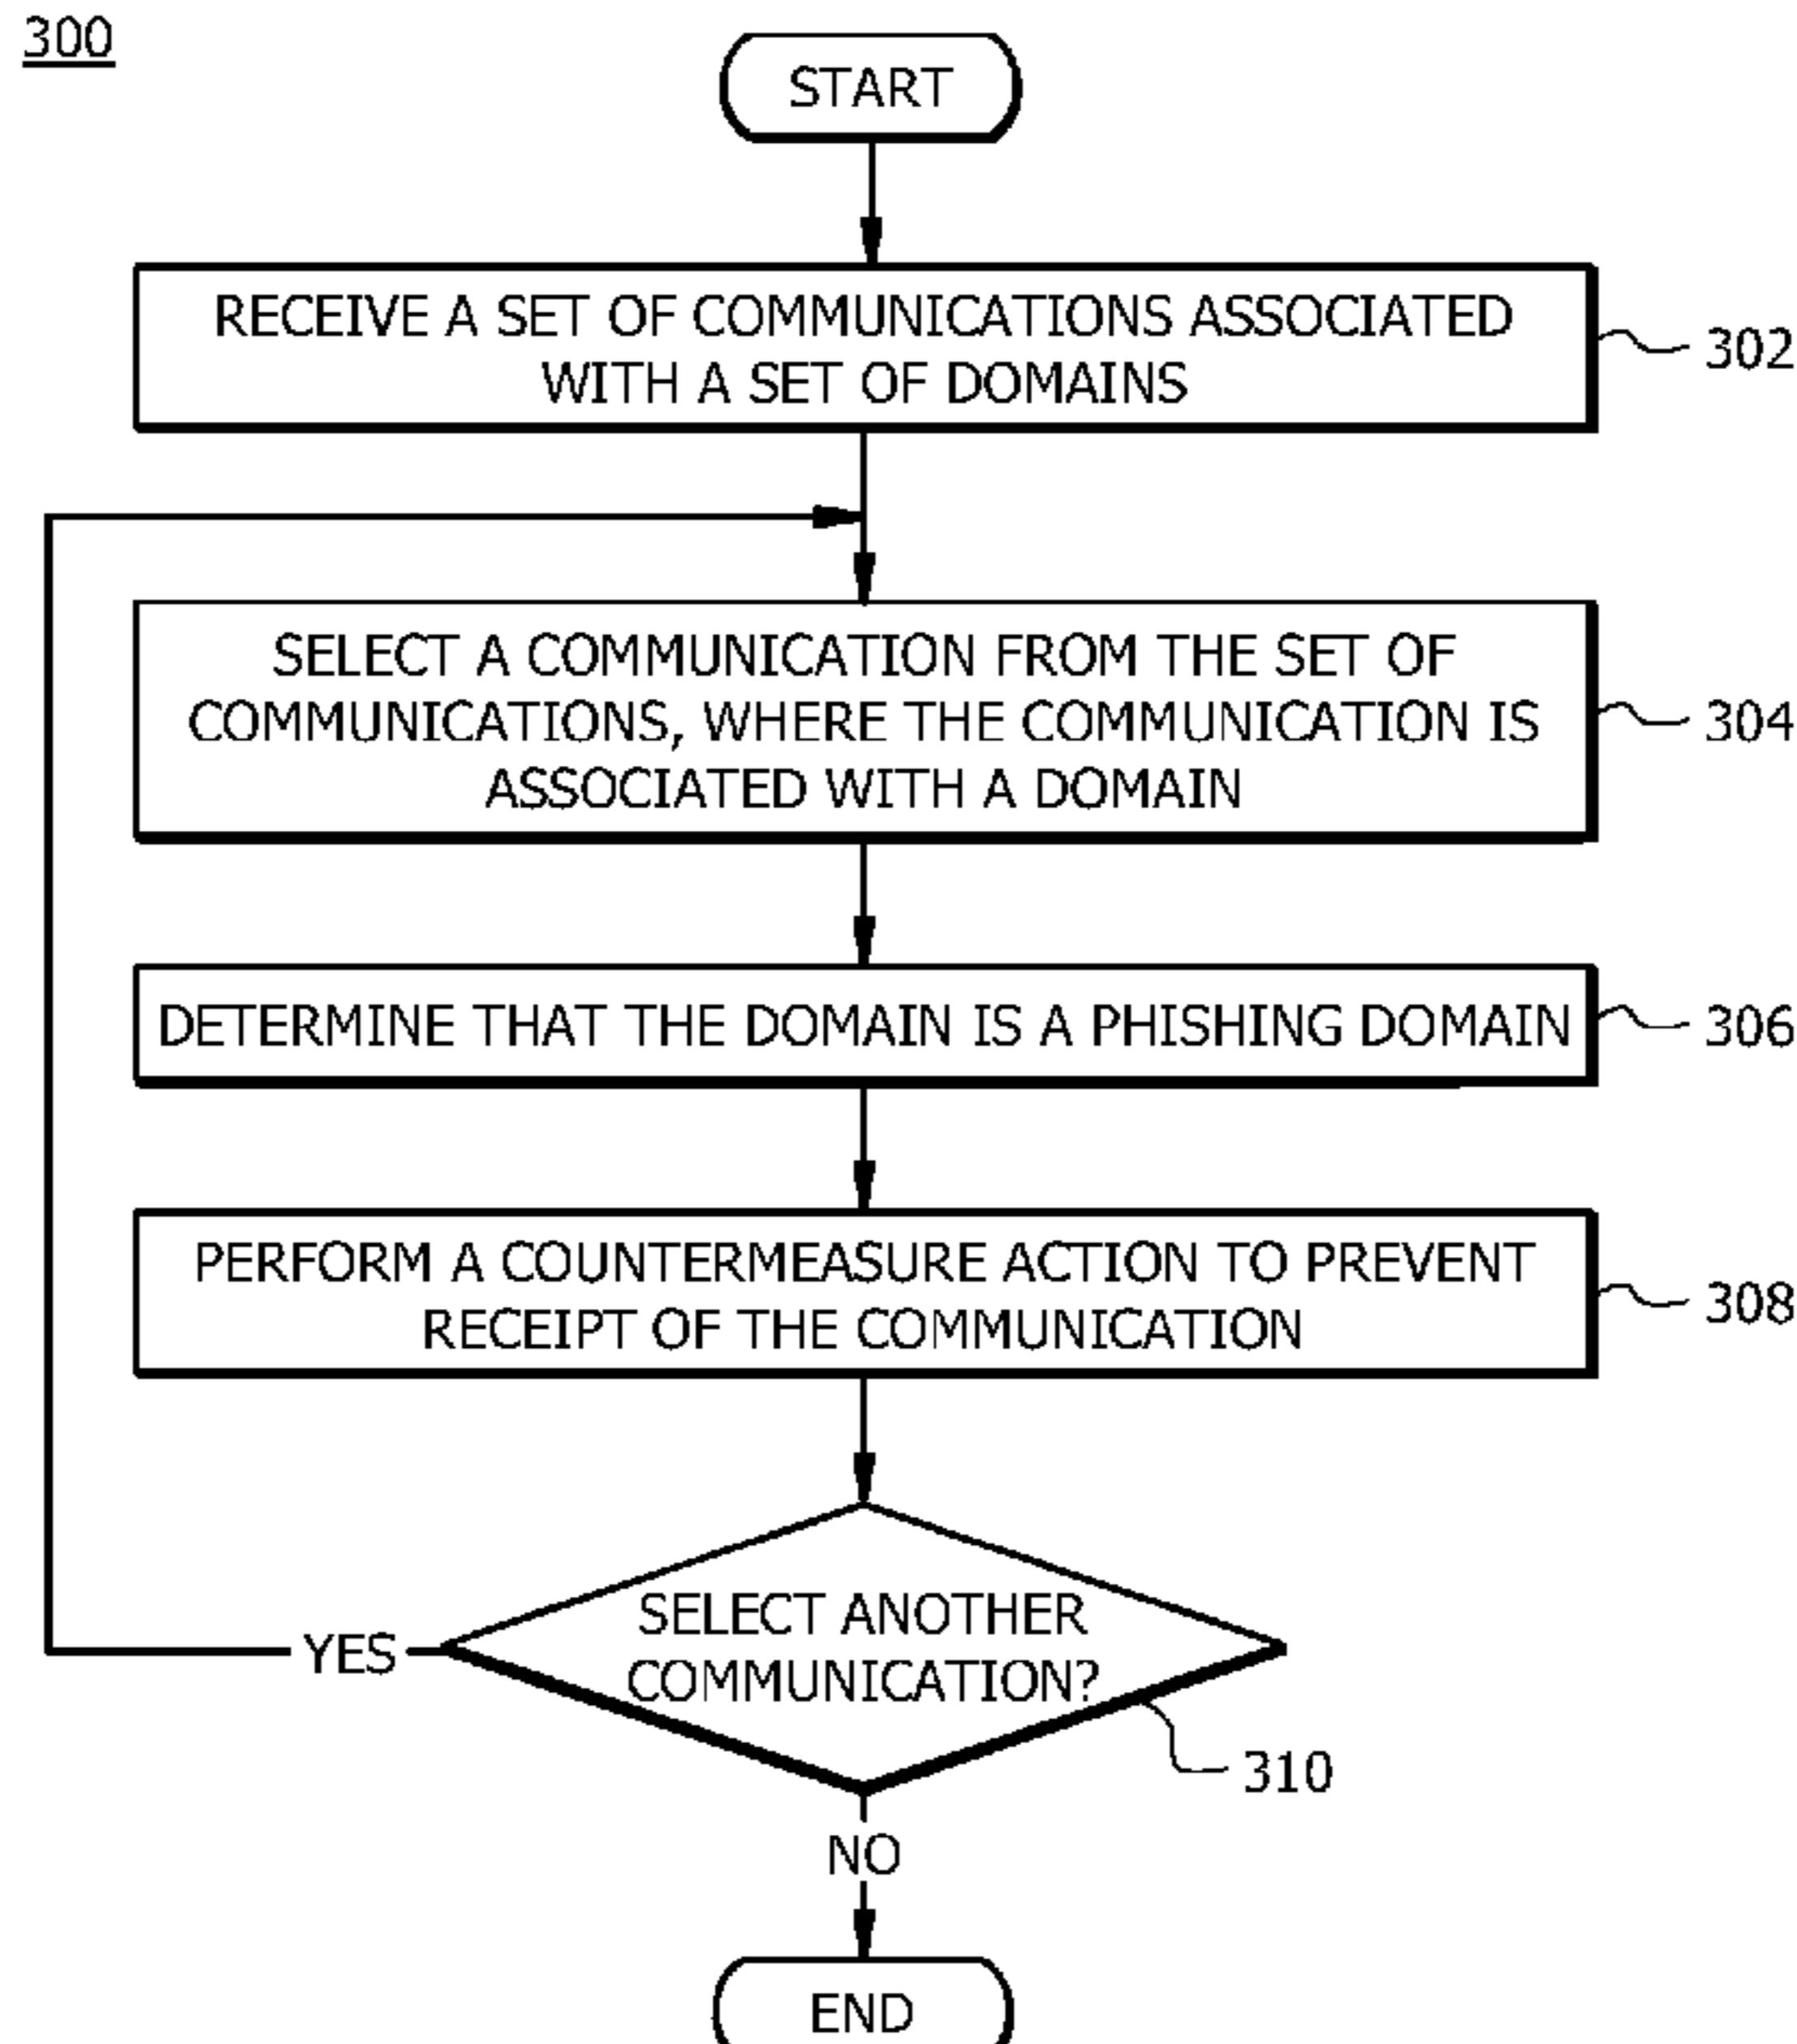 300
START
RECEIVE A SET OF COMMUNICATIONS ASSOCIATED
WITH A SET OF DOMAINS
302
SELECT A COMMUNICATION FROM THE SET OF
COMMUNICATIONS, WHERE THE COMMUNICATION IS
ASSOCIATED WITH A DOMAIN
304
DETERMINE THAT THE DOMAIN IS A PHISHING DOMAIN
306
PERFORM A COUNTERMEASURE ACTION TO PREVENT
RECEIPT OF THE COMMUNICATION
308
SELECT ANOTHER
COMMUNICATION?
YES
310
NO
END